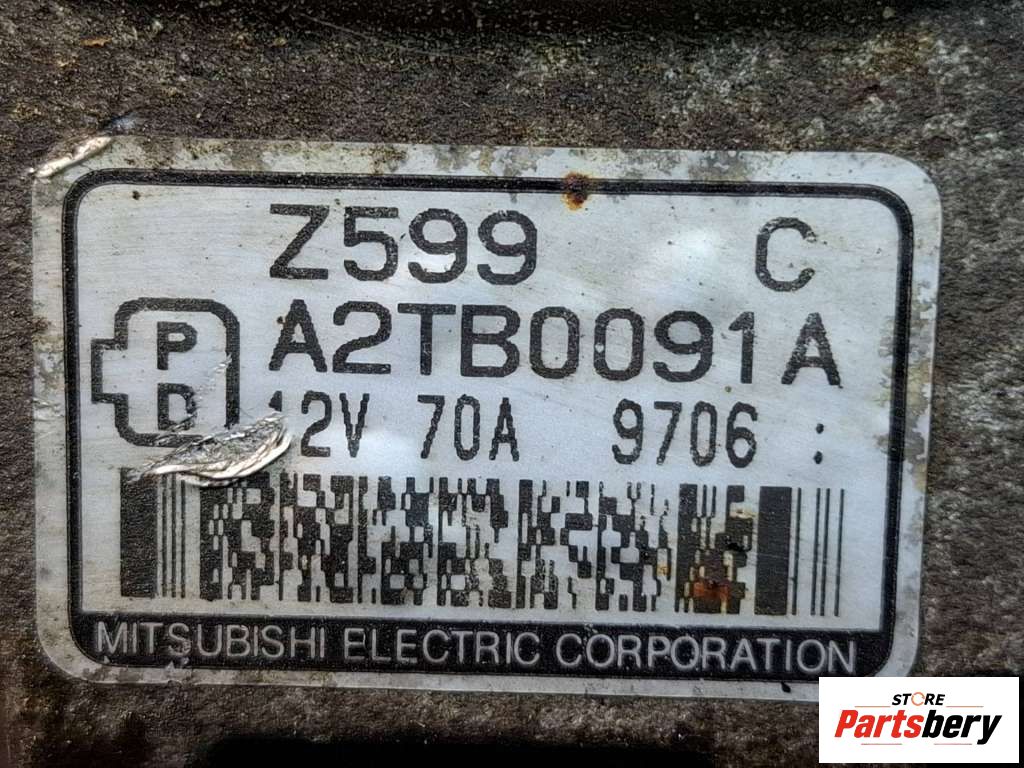 Z599 C
A2TB0091A
P
D
12V 70A 9706 :
MITSUBISHI ELECTRIC CORPORATION
STORE
Partsbery